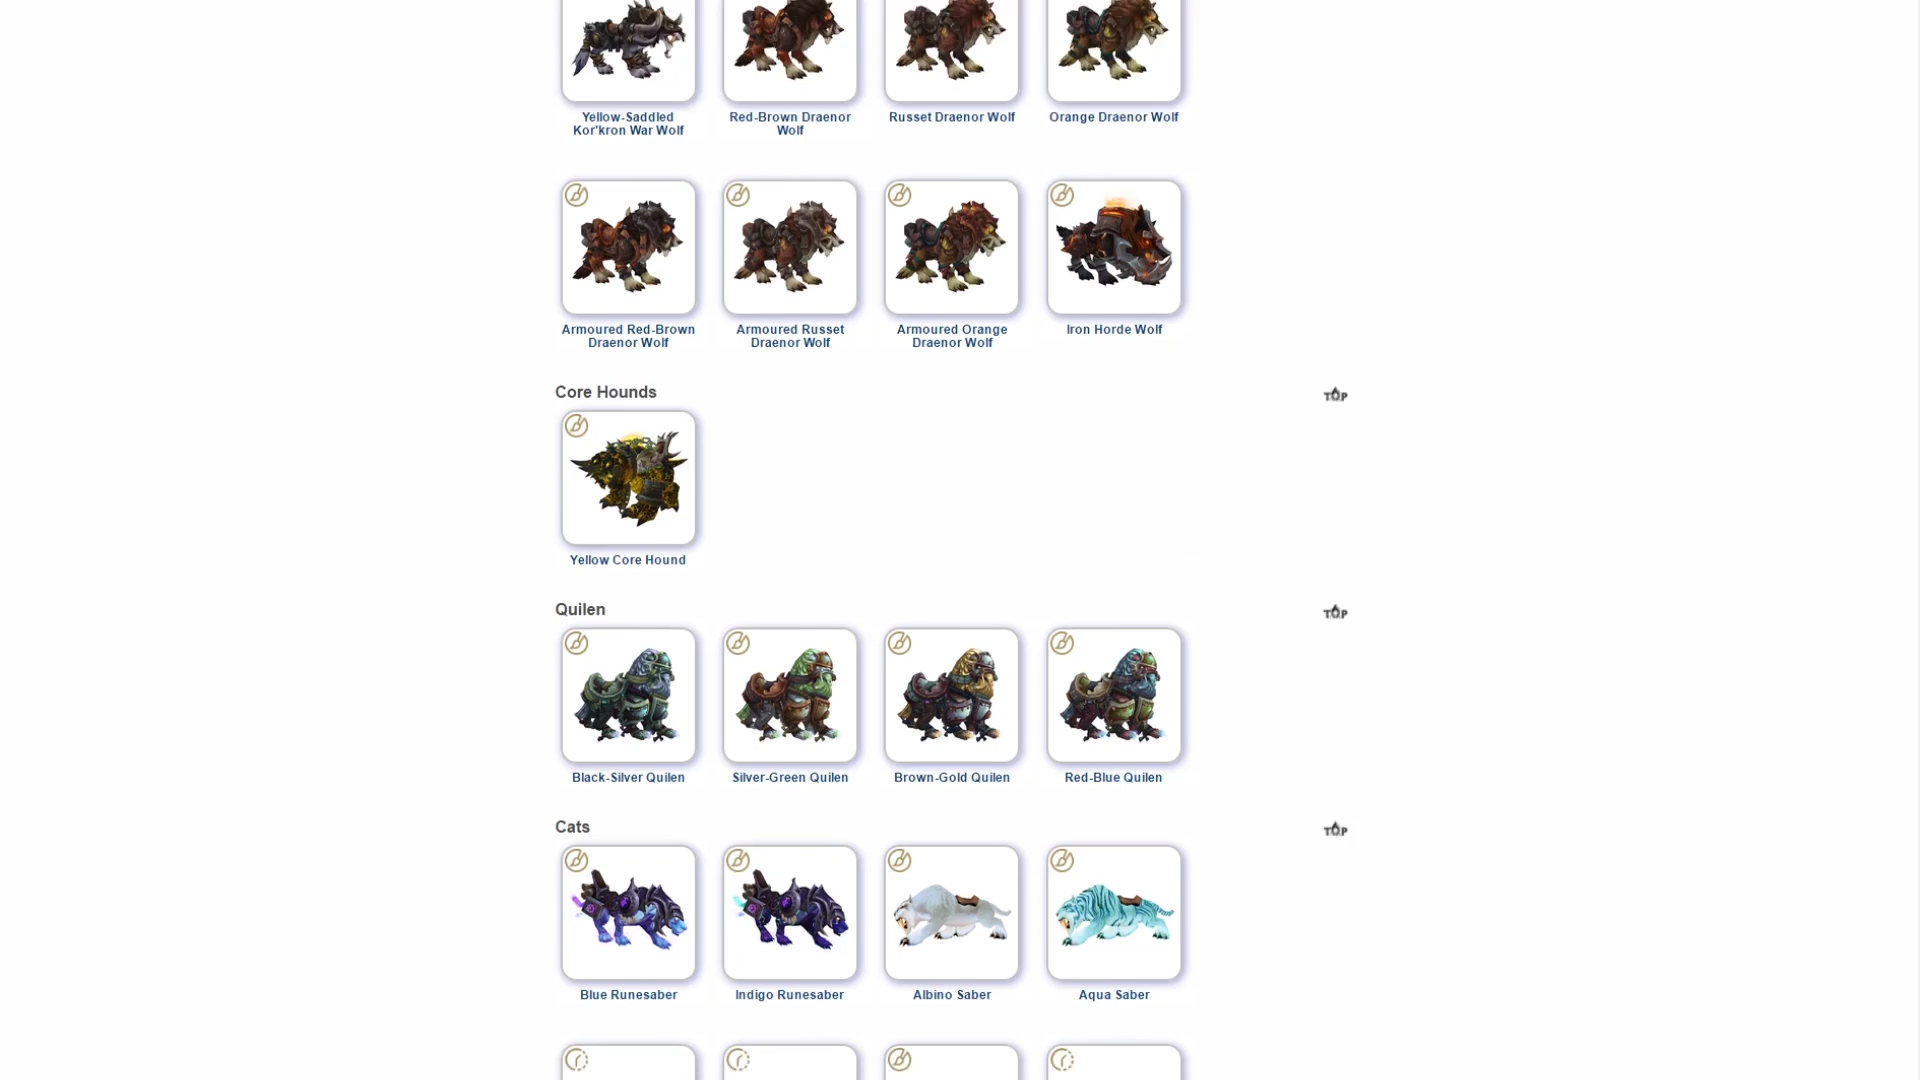 Yellow-Saddled
Kor'kron War Wolf
Red-Brown Draenor
Wolf
Russet Draenor Wolf
Orange Draenor Wolf
Armoured Red-Brown
Draenor Wolf
Armoured Russet
Draenor Wolf
Armoured Orange
Draenor Wolf
Iron Horde Wolf
Core Hounds
TOP
Yellow Core Hound
Quilen
TOP
Black-Silver Quilen
Silver-Green Quilen
Brown-Gold Quilen
Red-Blue Quilen
Cats
TOP
Blue Runesaber
Indigo Runesaber
Albino Saber
Aqua Saber